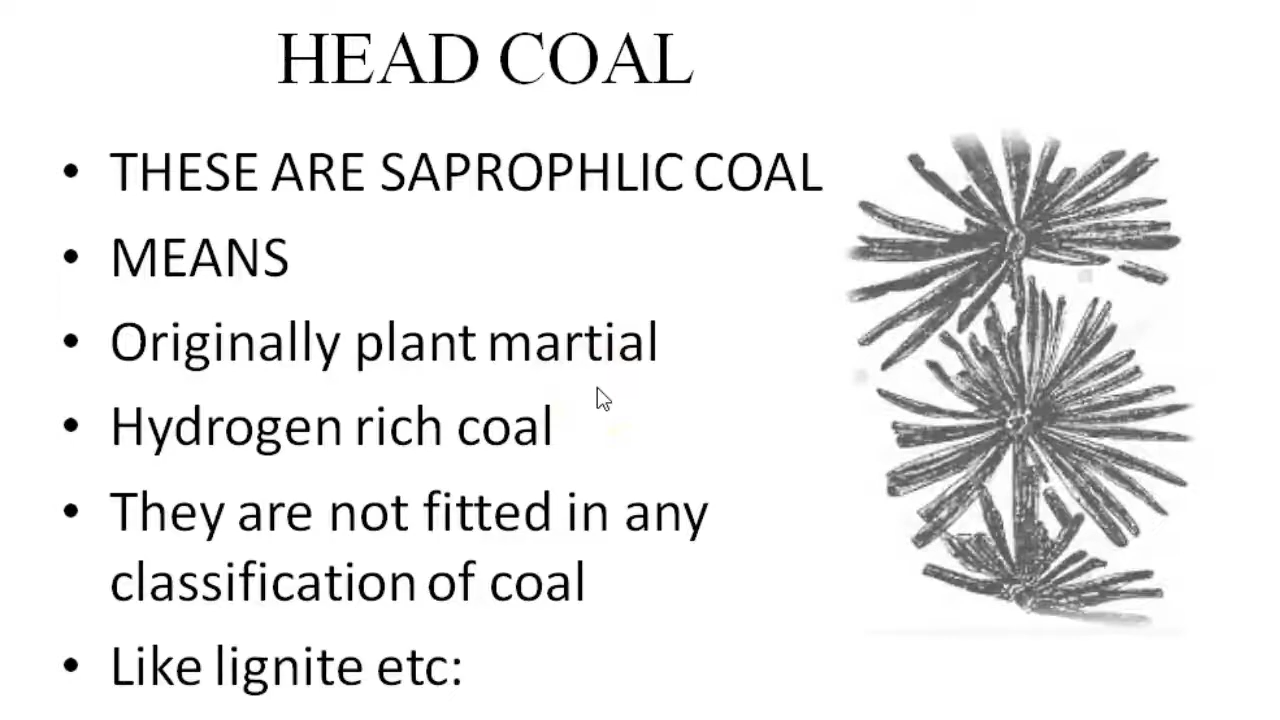 HEAD COAL
• THESE ARE SAPROPHLIC COAL
• MEANS
• Originally plant martial
• Hydrogen rich coal
• They are not fitted in any
classification of coal
• Like lignite etc: